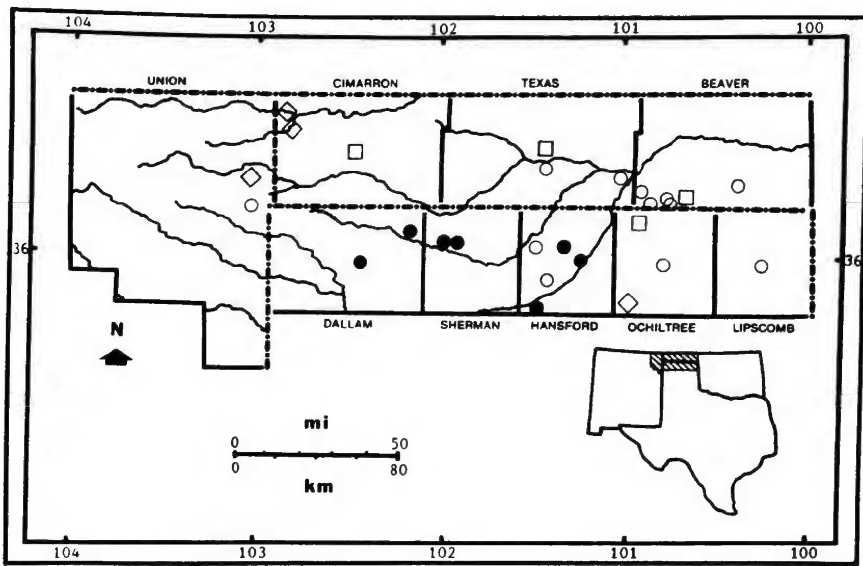 104 103 102 101 100
UNION CIMARRON TEXAS BEAVER
36 36
DALLAM SHERMAN HANSFORD OCHILTREE LIPSCOMB
N
mi
0 50
0 80
km
104 103 102 101 100